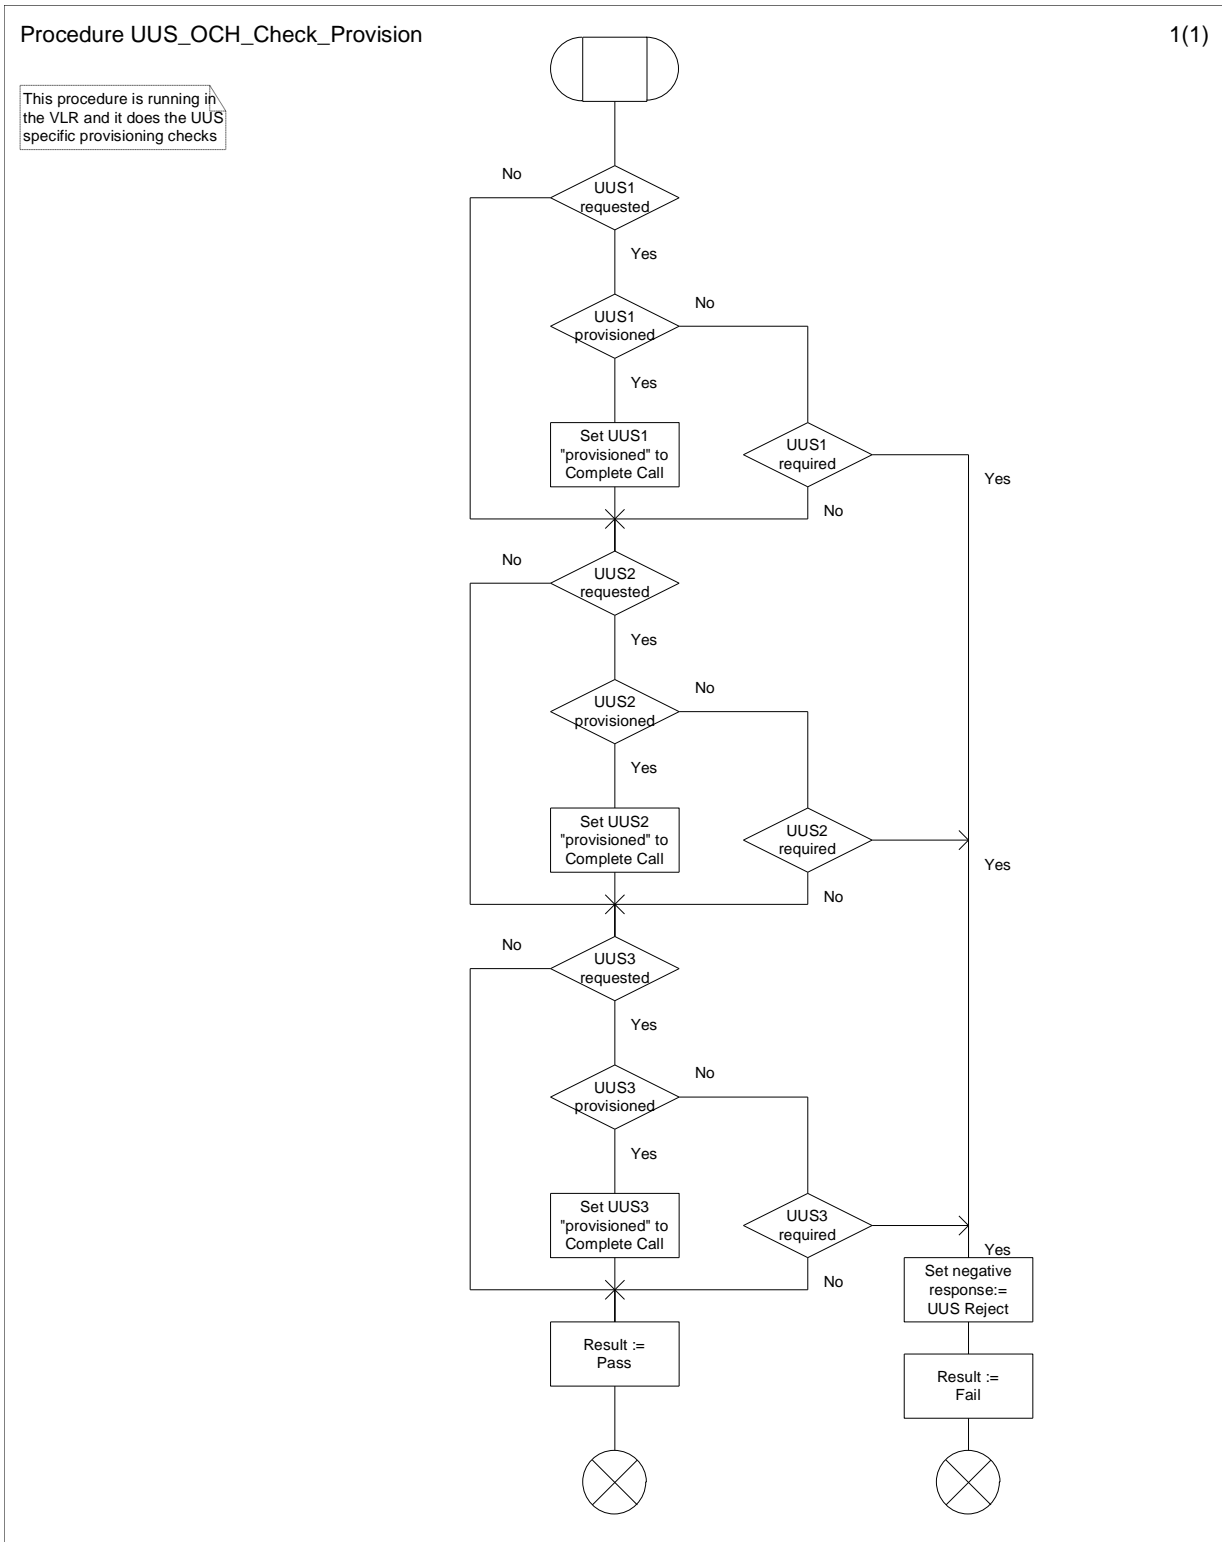 Procedure UUS_OCH_Check_Provision
1(1)
This procedure is running in
the VLR and it does the UUS
specific provisioning checks
No
UUS1
requested
Yes
No
UUS1
provisioned
Yes
Set UUS1
"provisioned" to
Complete Call
UUS1
required
Yes
No
No
UUS2
requested
Yes
No
UUS2
provisioned
Yes
Set UUS2
"provisioned" to
Complete Call
UUS2
required
Yes
No
No
UUS3
requested
Yes
No
UUS3
provisioned
Yes
Set UUS3
"provisioned" to
Complete Call
UUS3
required
Yes
No
Set negative
response:=
UUS Reject
Result :=
Pass
Result :=
Fail